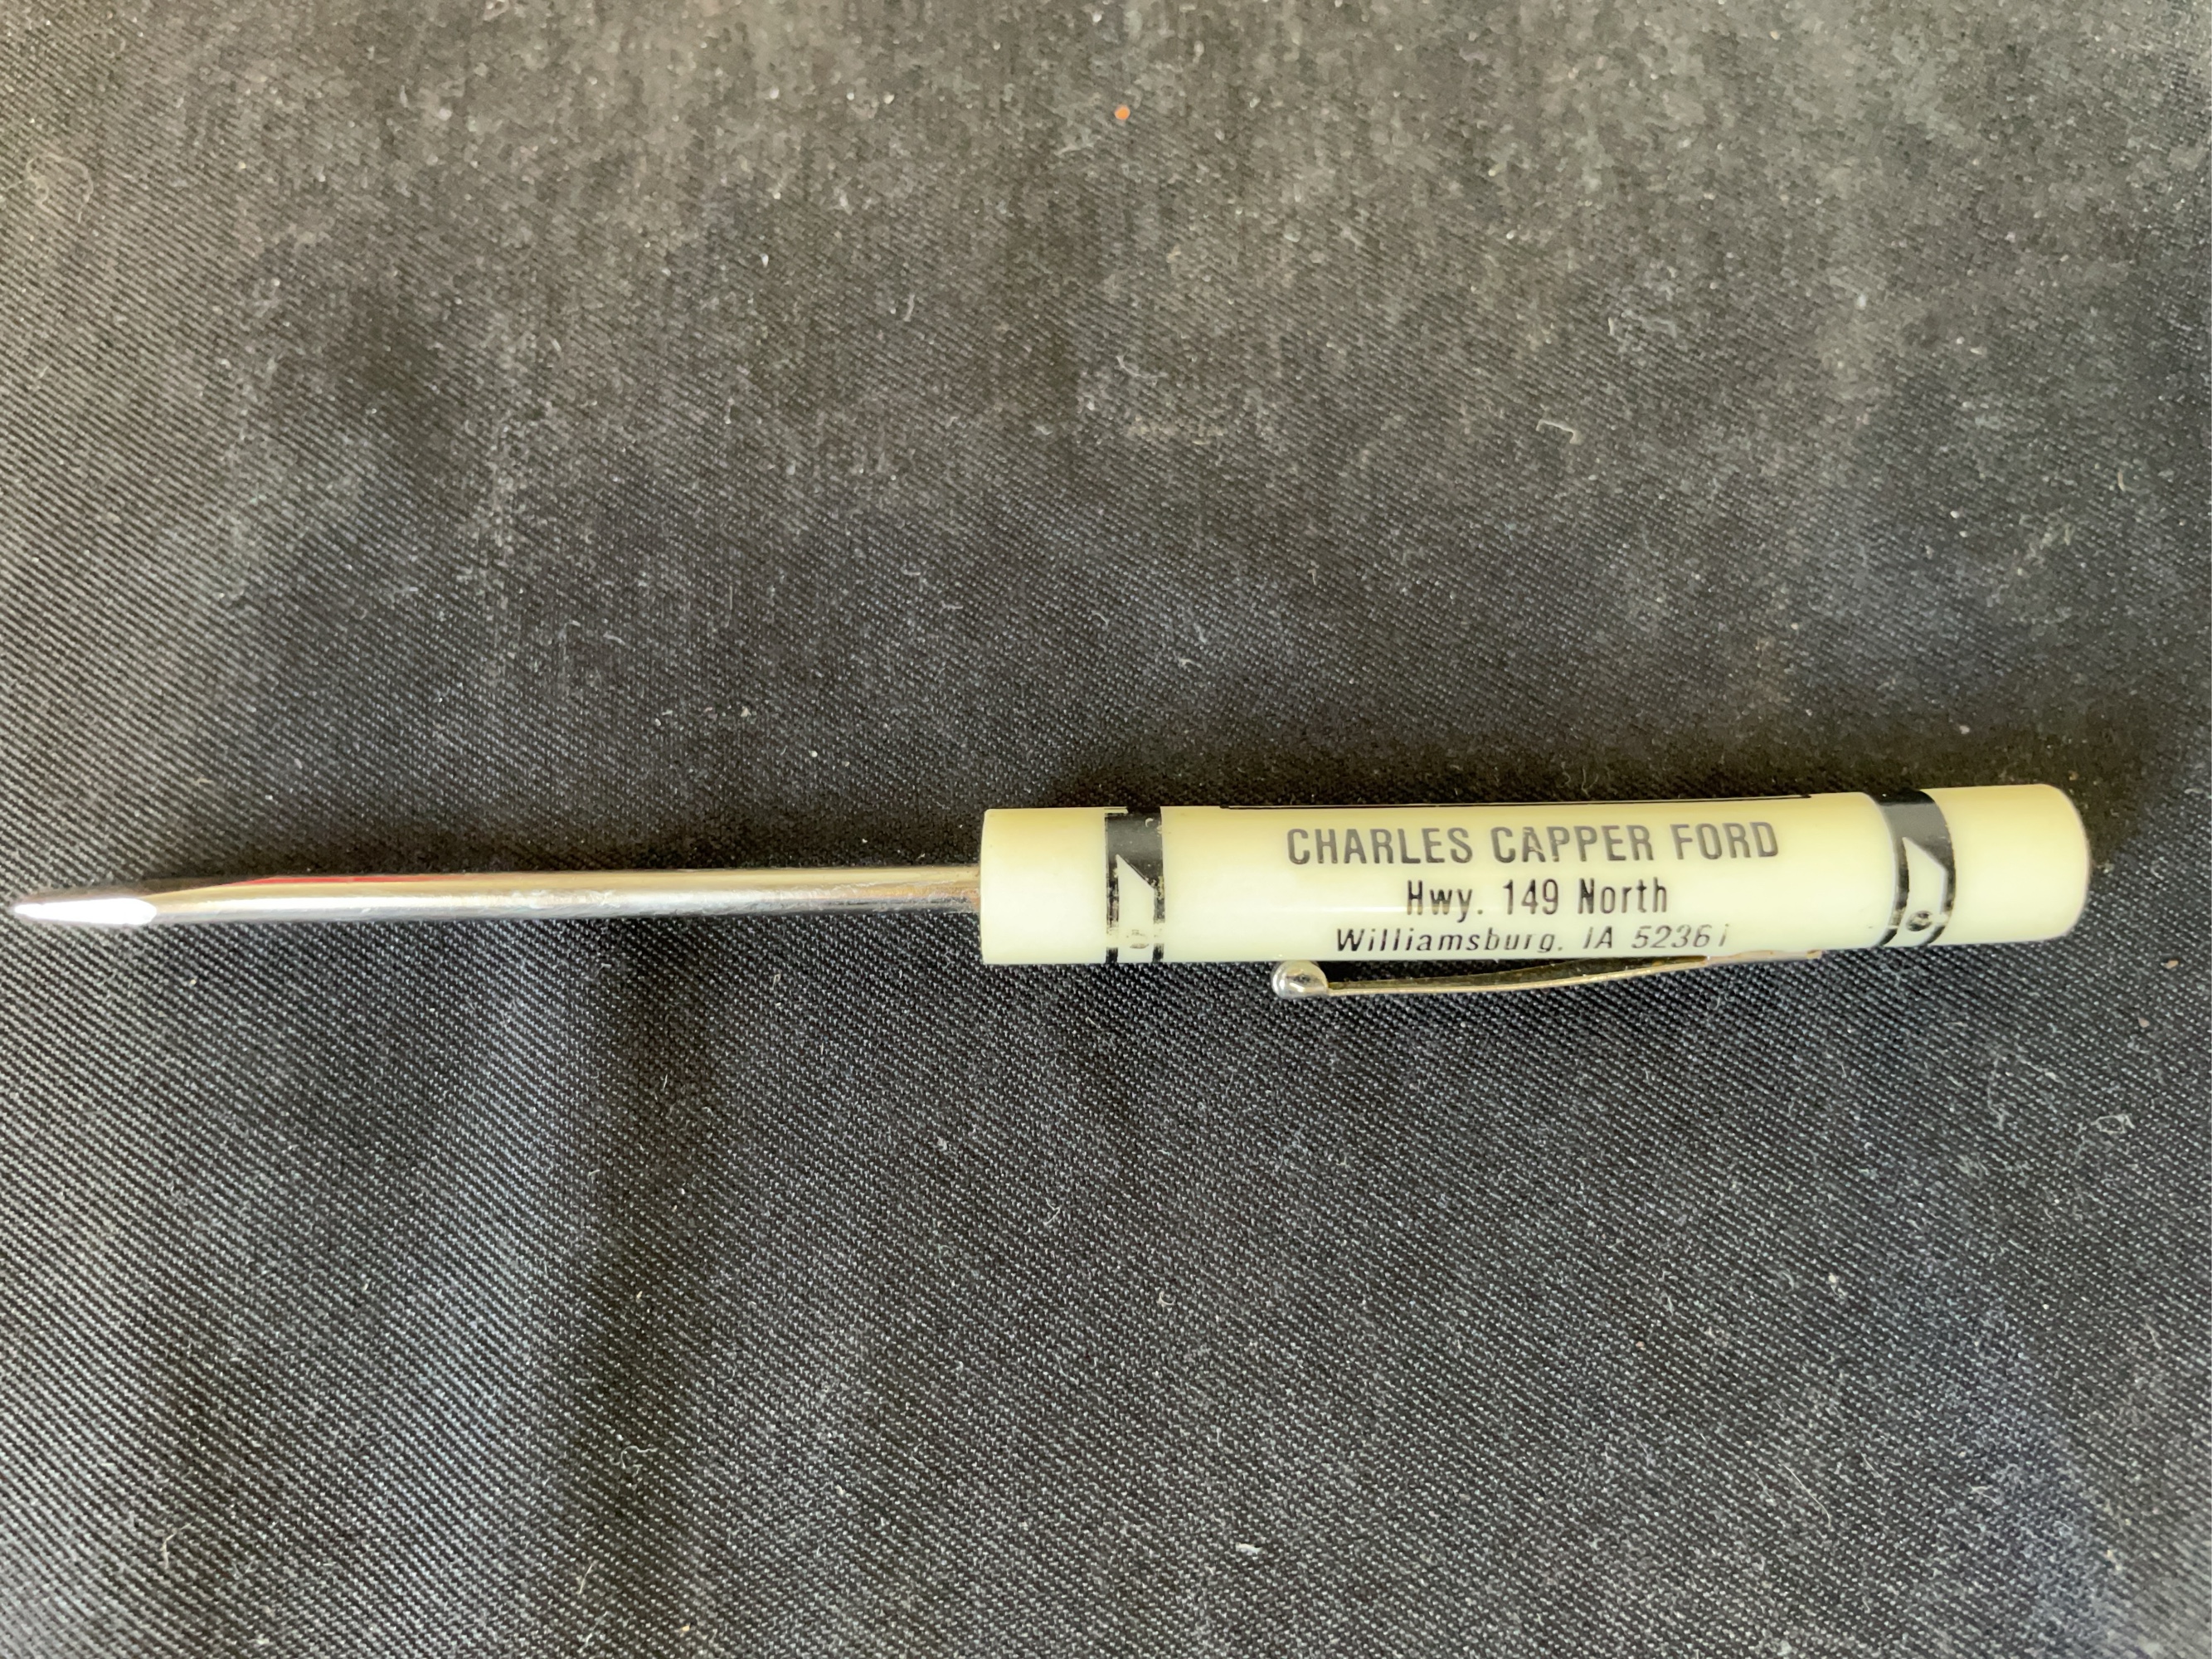 CHARLES CAPPER FORD
Hwy. 149 North
Williamsburg, IA 52361